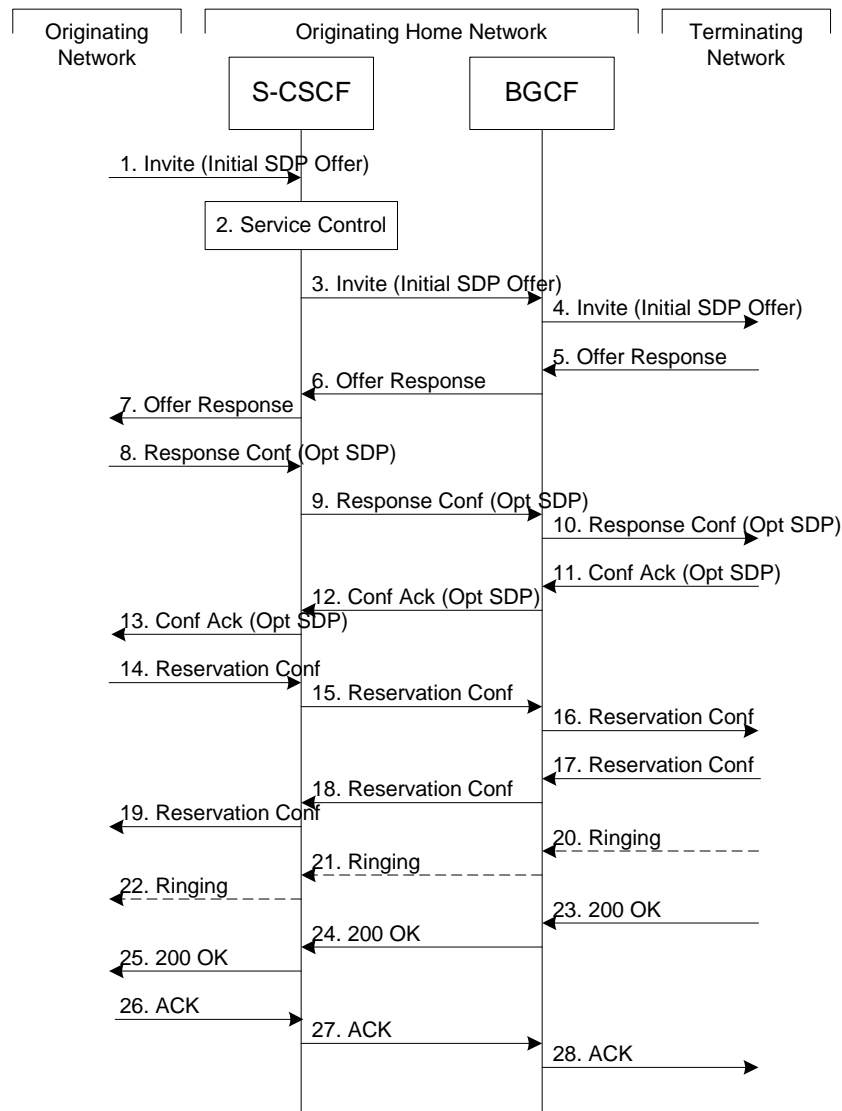 Originating
Network
Originating Home Network
Terminating
Network
S-CSCF
BGCF
1. Invite (Initial SDP Offer)
2. Service Control
3. Invite (Initial SDP Offer)
4. Invite (Initial SDP Offer)
5. Offer Response
6. Offer Response
7. Offer Response
8. Response Conf (Opt SDP)
9. Response Conf (Opt SDP)
10. Response Conf (Opt SDP)
11. Conf Ack (Opt SDP)
12. Conf Ack (Opt SDP)
13. Conf Ack (Opt SDP)
14. Reservation Conf
15. Reservation Conf
16. Reservation Conf
17. Reservation Conf
18. Reservation Conf
19. Reservation Conf
20. Ringing
21. Ringing
22. Ringing
23. 200 OK
24. 200 OK
25. 200 OK
26. ACK
27. ACK
28. ACK